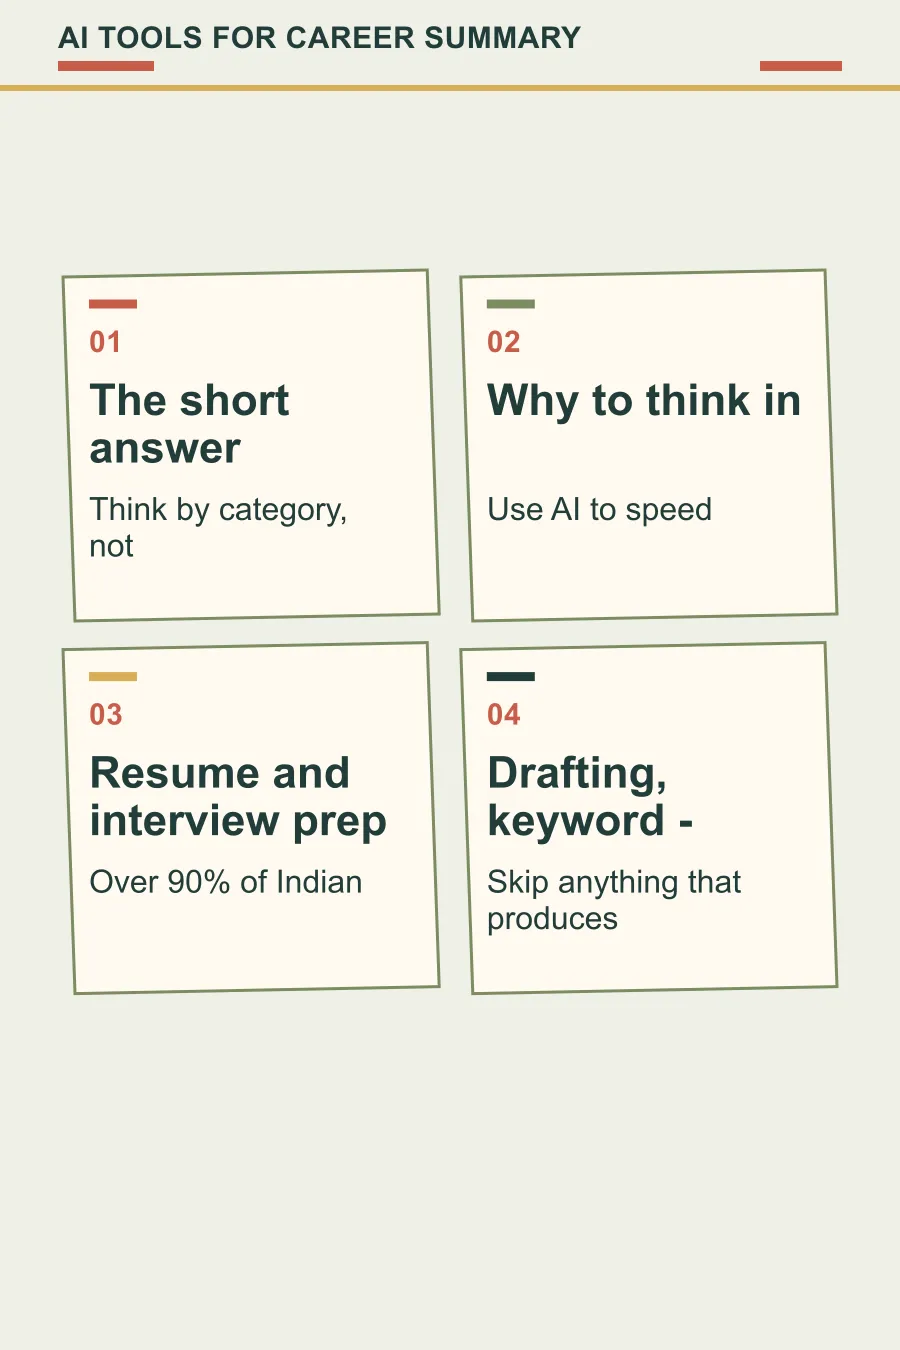 AI TOOLS FOR CAREER SUMMARY
01
The short
answer
Think by category,
not
02
Why to think in
Use AI to speed
03
Resume and
interview prep
Over 90% of Indian
04
Drafting,
keyword -
Skip anything that
produces